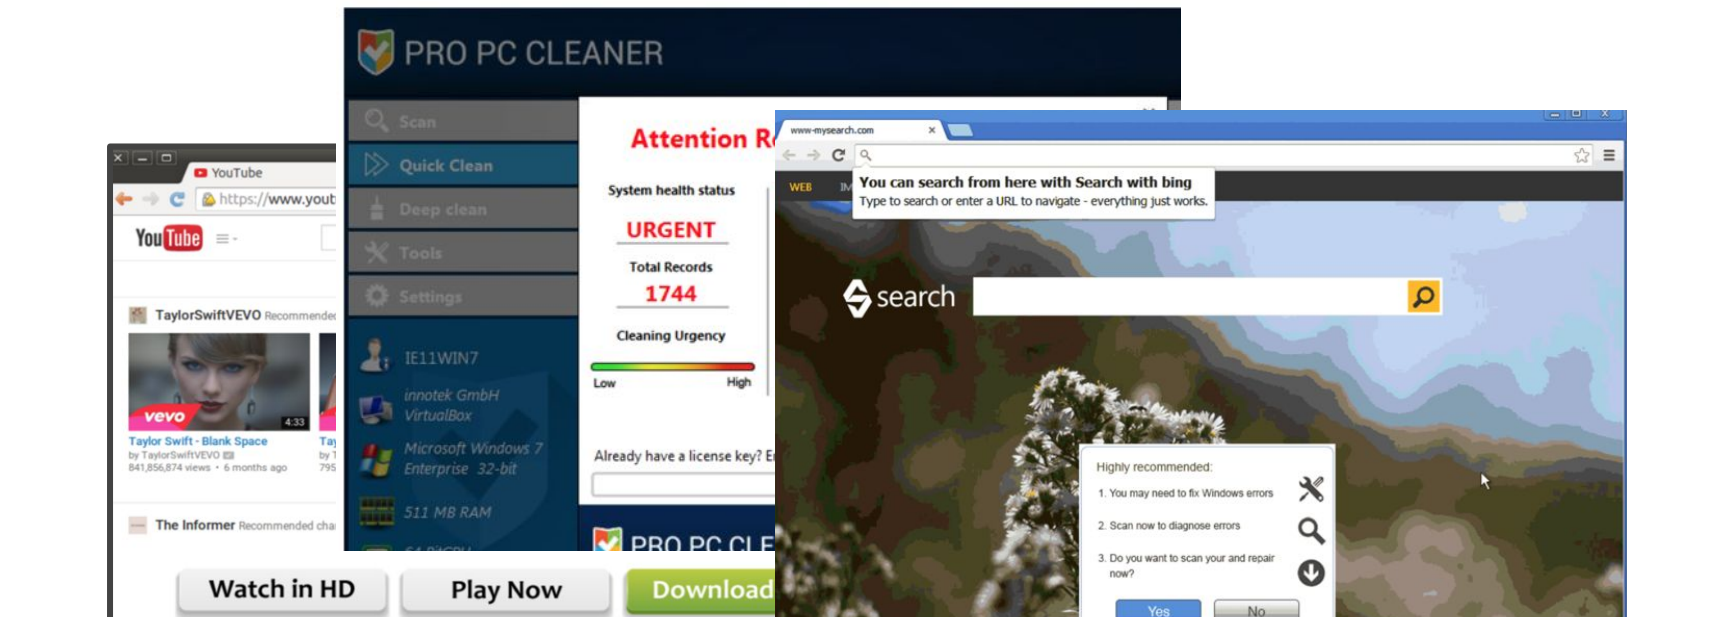 YouTube
https://www.yout
YouTube
TaylorSwiftVEVO Recommended
vevo
4:33
Taylor Swift - Blank Space
Tay
by TaylorSwiftVEVO
by T
841,856,874 views • 6 months ago
795
The Informer Recommended cha
Watch in HD
Play Now
Download
PRO PC CLEANER
Scan
Quick Clean
Deep clean
Tools
Settings
IE11WIN7
innotek GmbH
VirtualBox
Microsoft Windows 7
Enterprise 32-bit
511 MB RAM
Attention R
System health status
URGENT
Total Records
1744
Cleaning Urgency
Low
High
Already have a license key? E
PRO PC CLE
www-mysearch.com
WEB
IM
You can search from here with Search with bing
Type to search or enter a URL to navigate - everything just works.
search
Highly recommended:
1. You may need to fix Windows errors
2. Scan now to diagnose errors
3. Do you want to scan your and repair
now?
Yes
No